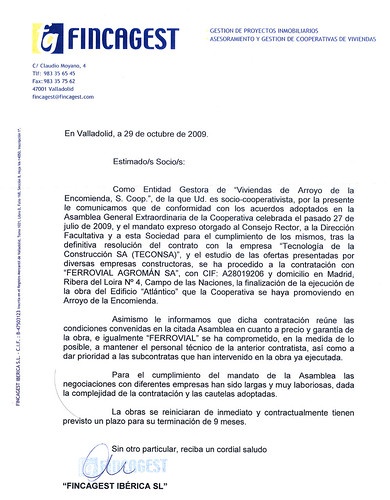 FINCAGEST
GESTION DE PROYECTOS INMOBILIARIOS
ASESORAMIENTO Y GESTION DE COOPERATIVAS DE VIVIENDAS
C/ Claudio Moyano, 4
Tlf: 983 35 65 45
Fax: 983 35 75 62
47001 Valladolid
fincagest@fincagest.com
En Valladolid, a 29 de octubre de 2009.
Estimado/s Socio/s:
Como Entidad Gestora de "Viviendas de Arroyo de la
Encomienda, S. Coop.", de la que Ud. es socio-cooperativista, por la presente
le comunicamos que de conformidad con los acuerdos adoptados en la
Asamblea General Extraordinaria de la Cooperativa celebrada el pasado 27 de
julio de 2009, y el mandato expreso otorgado al Consejo Rector, a la Dirección
Facultativa y a esta Sociedad para el cumplimiento de los mismos, tras la
definitiva resolución del contrato con la empresa "Tecnología de la
Construcción SA (TECONSA)", y el estudio de las ofertas presentadas por
diversas empresas constructoras, se ha procedido a la contratación con
"FERROVIAL AGROMÁN SA", con CIF: A28019206 y domicilio en Madrid,
Ribera del Loira Nº 4, Campo de las Naciones, la finalización de la ejecución de
la obra del Edificio "Atlántico" que la Cooperativa se haya promoviendo en
Arroyo de la Encomienda.
Asimismo le informamos que dicha contratación reúne las
condiciones convenidas en la citada Asamblea en cuanto a precio y garantía de
la obra, e igualmente "FERROVIAL" se ha comprometido, en la medida de lo
posible, a mantener al personal técnico de la anterior contratista, así como a
dar prioridad a las subcontratas que han intervenido en la obra ya ejecutada.
Para el cumplimiento del mandato de la Asamblea las
negociaciones con diferentes empresas han sido largas y muy laboriosas, dada
la complejidad de la contratación y las cautelas adoptadas.
La obras se reiniciaran de inmediato y contractualmente tienen
previsto un plazo para su terminación de 9 meses.
Sin otro particular, reciba un cordial saludo
FINCAGEST
"FINCAGEST IBÉRICA SL"
FINCAGEST IBERICA S.L. - C.I.F.: B-47503123